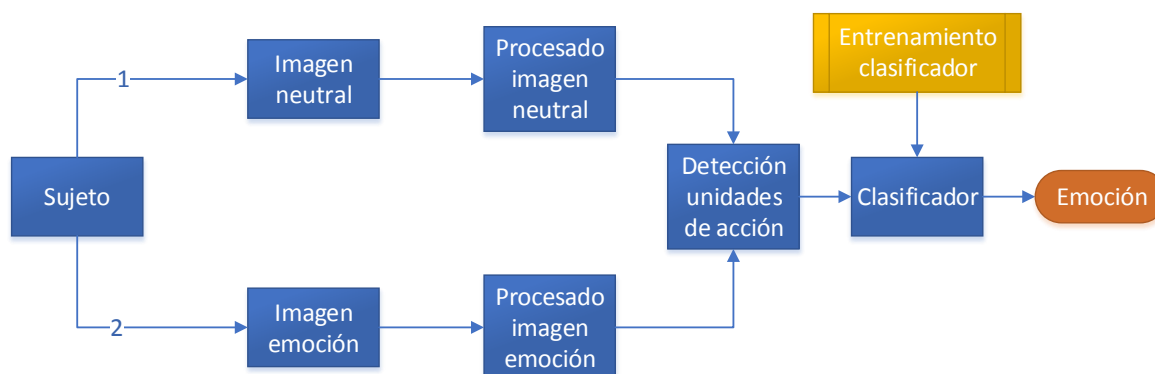 1
Imagen
neutral
Procesado
imagen
neutral
Entrenamiento
clasificador
Sujeto
Detección
unidades
de acción
Clasificador
Emoción
2
Imagen
emoción
Procesado
imagen
emoción